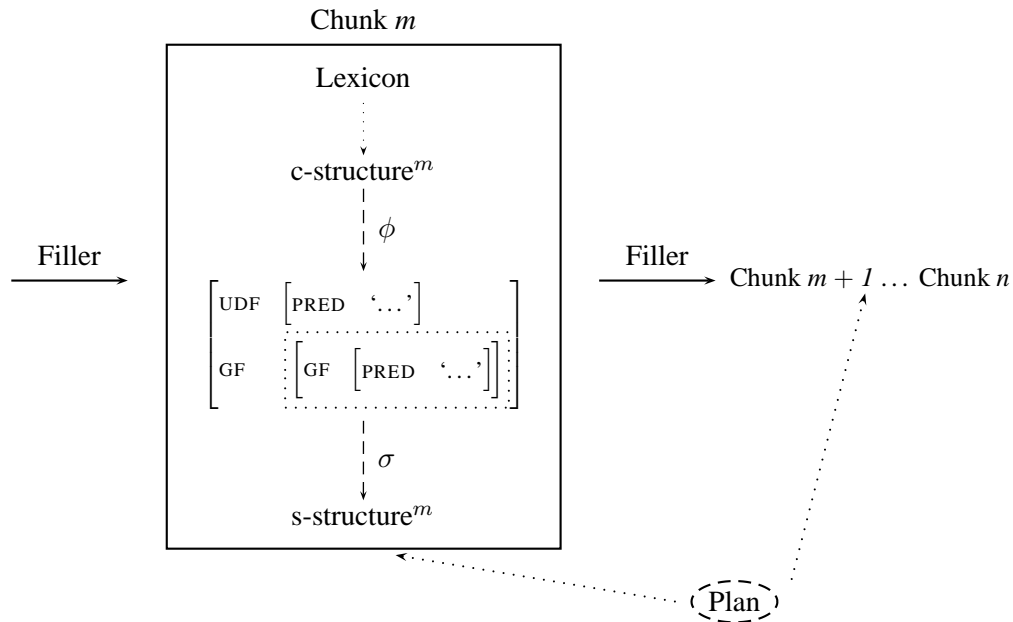 Chunk m
Lexicon
c-structure^m
ϕ
Filler
Filler
Chunk m + 1 … Chunk n
UDF [PRED ‘…’]
GF [GF [PRED ‘…’]]
σ
s-structure^m
Plan